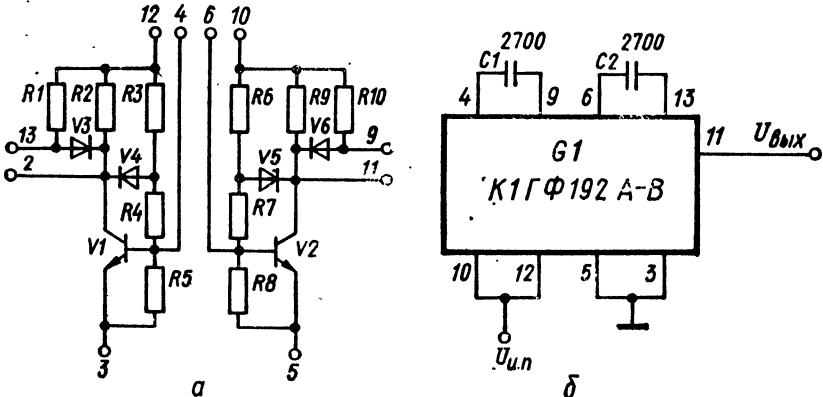 12 4 6 10
R1 R2 R3 R6 R9 R10
13 V3 V6 9
2 V4 V5 11
R4 R7
V1 V2
R5 R8
3 5
а
2700 2700
C1 C2
4 9 6 13
G1
К1ГФ192 А-В
11 Uвых
10 12 5 3
Uи.п
б